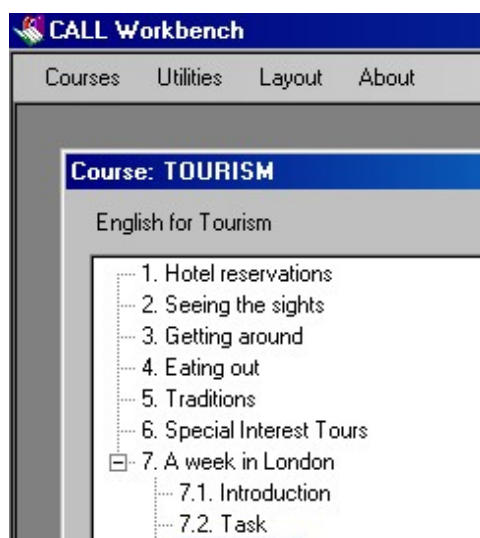 CALL Workbench
Courses Utilities Layout About
Course: TOURISM
English for Tourism
1. Hotel reservations
2. Seeing the sights
3. Getting around
4. Eating out
5. Traditions
6. Special Interest Tours
7. A week in London
7.1. Introduction
7.2. Task